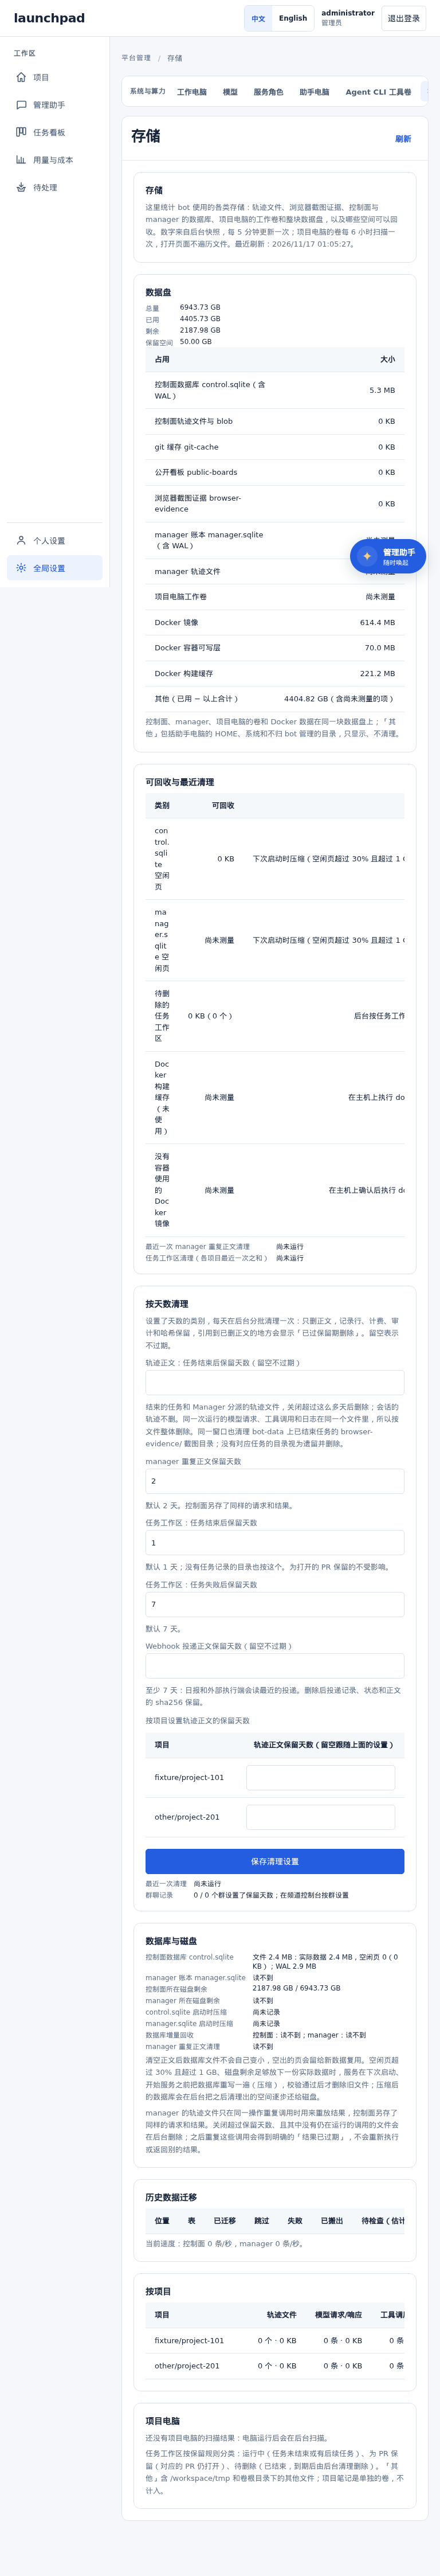 launchpad
中文 English
administrator
管理员
退出登录
工作区
项目
管理助手
任务看板
用量与成本
待处理
个人设置
全局设置
平台管理 / 存储
系统与算力 工作电脑 模型 服务角色 助手电脑 Agent CLI 工具卷
存储
刷新
存储
这里统计 bot 使用的各类存储：轨迹文件、浏览器截图证据、控制面与
manager 的数据库、项目电脑的工作卷和整块数据盘，以及哪些空间可以回
收。数字来自后台快照，每 5 分钟更新一次；项目电脑的卷每 6 小时扫描一
次，打开页面不遍历文件。最近刷新：2026/11/17 01:05:27。
数据盘
总量 6943.73 GB
已用 4405.73 GB
剩余 2187.98 GB
保留空间 50.00 GB
占用 大小
控制面数据库 control.sqlite（含
WAL） 5.3 MB
控制面轨迹文件与 blob 0 KB
git 缓存 git-cache 0 KB
公开看板 public-boards 0 KB
浏览器截图证据 browser-
evidence 0 KB
manager 账本 manager.sqlite
（含 WAL）
管理助手
随时唤起
manager 轨迹文件
项目电脑工作卷 尚未测量
Docker 镜像 614.4 MB
Docker 容器可写层 70.0 MB
Docker 构建缓存 221.2 MB
其他（已用 − 以上合计） 4404.82 GB（含尚未测量的项）
控制面、manager、项目电脑的卷和 Docker 数据在同一块数据盘上；「其
他」包括助手电脑的 HOME、系统和不归 bot 管理的目录，只显示、不清理。
可回收与最近清理
类别 可回收
con
trol.
sqli
te
空闲
页
0 KB 下次启动时压缩（空闲页超过 30% 且超过 1 G
ma
nag
er.s
qlit
e 空
闲页
尚未测量 下次启动时压缩（空闲页超过 30% 且超过 1 G
待删
除的
任务
工作
区
0 KB（0 个） 后台按任务工作
Doc
ker
构建
缓存
（未
使
用）
尚未测量 在主机上执行 do
没有
容器
使用
的
Doc
ker
镜像
尚未测量 在主机上确认后执行 do
最近一次 manager 重复正文清理 尚未运行
任务工作区清理（各项目最近一次之和） 尚未运行
按天数清理
设置了天数的类别，每天在后台分批清理一次：只删正文，记录行、计费、审
计和哈希保留，引用到已删正文的地方会显示「已过保留期删除」。留空表示
不过期。
轨迹正文：任务结束后保留天数（留空不过期）
结束的任务和 Manager 分派的轨迹文件，关闭超过这么多天后删除；会话的
轨迹不删。同一次运行的模型请求、工具调用和日志在同一个文件里，所以按
文件整体删除。同一窗口也清理 bot-data 上已结束任务的 browser-
evidence/ 截图目录；没有对应任务的目录视为遗留并删除。
manager 重复正文保留天数
2
默认 2 天。控制面另存了同样的请求和结果。
任务工作区：任务结束后保留天数
1
默认 1 天；没有任务记录的目录也按这个。为打开的 PR 保留的不受影响。
任务工作区：任务失败后保留天数
7
默认 7 天。
Webhook 投递正文保留天数（留空不过期）
至少 7 天：日报和外部执行端会读最近的投递。删除后投递记录、状态和正文
的 sha256 保留。
按项目设置轨迹正文的保留天数
项目 轨迹正文保留天数（留空跟随上面的设置）
fixture/project-101
other/project-201
保存清理设置
最近一次清理 尚未运行
群聊记录 0 / 0 个群设置了保留天数；在频道控制台按群设置
数据库与磁盘
控制面数据库 control.sqlite 文件 2.4 MB：实际数据 2.4 MB，空闲页 0（0
KB）；WAL 2.9 MB
manager 账本 manager.sqlite 读不到
控制面所在磁盘剩余 2187.98 GB / 6943.73 GB
manager 所在磁盘剩余 读不到
control.sqlite 启动时压缩 尚未记录
manager.sqlite 启动时压缩 尚未记录
数据库增量回收 控制面：读不到；manager：读不到
manager 重复正文清理 读不到
清空正文后数据库文件不会自己变小，空出的页会留给新数据复用。空闲页超
过 30% 且超过 1 GB、磁盘剩余足够放下一份实际数据时，服务在下次启动、
开始服务之前把数据库重写一遍（压缩），校验通过后才删除旧文件；压缩后
的数据库会在后台把之后清理出的空间逐步还给磁盘。
manager 的轨迹文件只在同一操作重复调用时用来重放结果，控制面另存了
同样的请求和结果。关闭超过保留天数、且其中没有仍在运行的调用的文件会
在后台删除；之后重复这些调用会得到明确的「结果已过期」，不会重新执行
或返回别的结果。
历史数据迁移
位置 表 已迁移 跳过 失败 已搬出 待检查（估计
当前速度：控制面 0 条/秒，manager 0 条/秒。
按项目
项目 轨迹文件 模型请求/响应 工具调用
fixture/project-101 0 个 · 0 KB 0 条 · 0 KB 0 条
other/project-201 0 个 · 0 KB 0 条 · 0 KB 0 条
项目电脑
还没有项目电脑的扫描结果：电脑运行后会在后台扫描。
任务工作区按保留规则分类：运行中（任务未结束或有后续任务）、为 PR 保
留（对应的 PR 仍打开）、待删除（已结束，到期后由后台清理删除）。「其
他」含 /workspace/tmp 和卷根目录下的其他文件；项目笔记是单独的卷，不
计入。